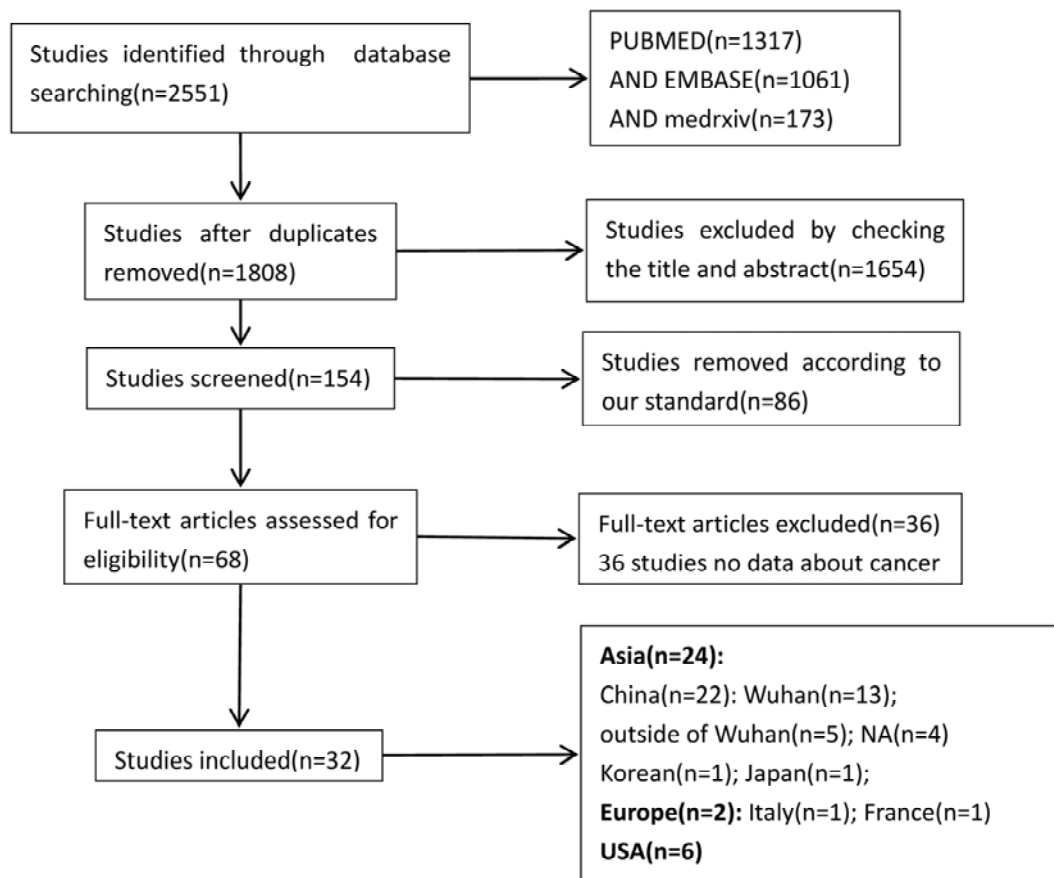 Studies identified through database
searching(n=2551)
PUBMED(n=1317)
AND EMBASE(n=1061)
AND medrxiv(n=173)
Studies after duplicates
removed(n=1808)
Studies excluded by checking
the title and abstract(n=1654)
Studies screened(n=154)
Studies removed according to
our standard(n=86)
Full-text articles assessed for
eligibility(n=68)
Full-text articles excluded(n=36)
36 studies no data about cancer
Studies included(n=32)
Asia(n=24):
China(n=22): Wuhan(n=13);
outside of Wuhan(n=5); NA(n=4)
Korean(n=1); Japan(n=1);
Europe(n=2): Italy(n=1); France(n=1)
USA(n=6)